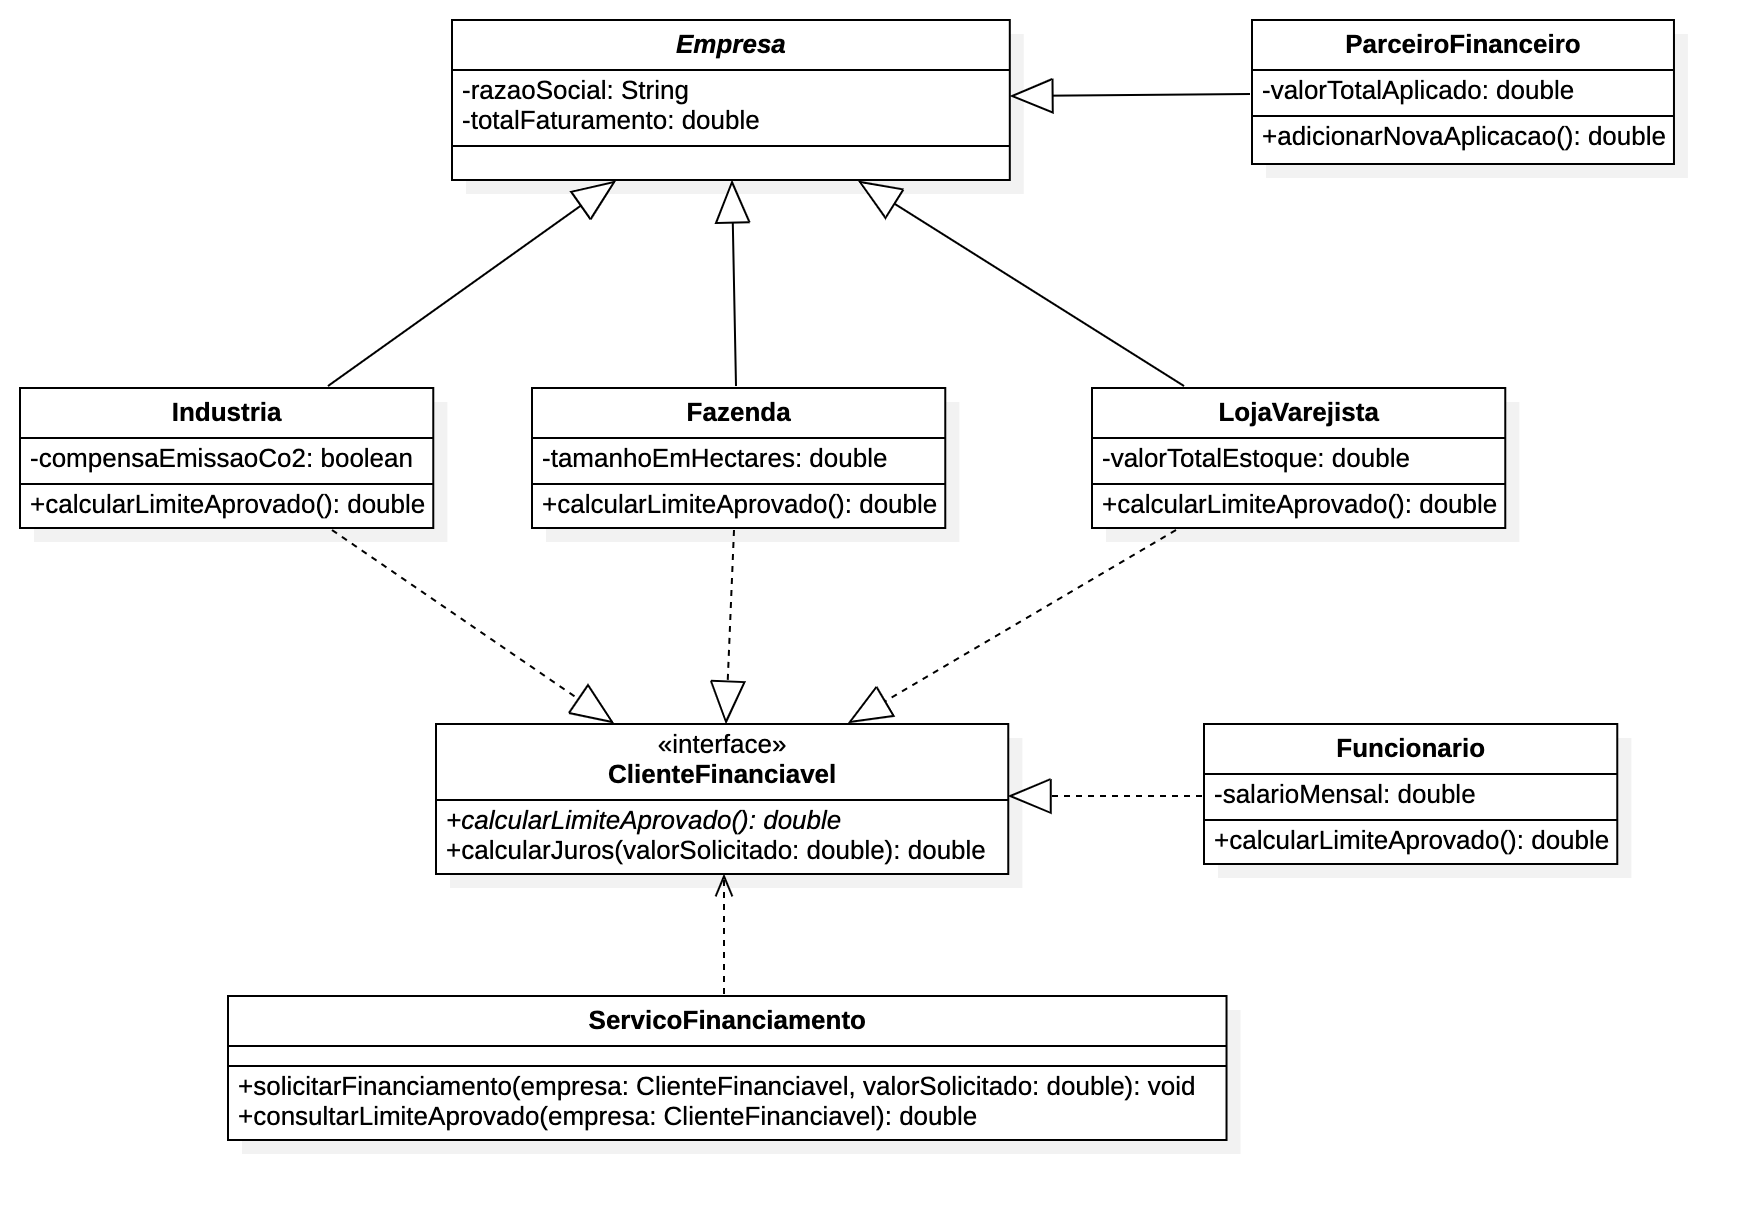 Empresa
-razaoSocial: String
-totalFaturamento: double
ParceiroFinanceiro
-valorTotalAplicado: double
+adicionarNovaAplicacao(): double
Industria
-compensaEmissaoCo2: boolean
+calcularLimiteAprovado(): double
Fazenda
-tamanhoEmHectares: double
+calcularLimiteAprovado(): double
LojaVarejista
-valorTotalEstoque: double
+calcularLimiteAprovado(): double
«interface»
ClienteFinanciavel
+calcularLimiteAprovado(): double
+calcularJuros(valorSolicitado: double): double
Funcionario
-salarioMensal: double
+calcularLimiteAprovado(): double
ServicoFinanciamento
+solicitarFinanciamento(empresa: ClienteFinanciavel, valorSolicitado: double): void
+consultarLimiteAprovado(empresa: ClienteFinanciavel): double